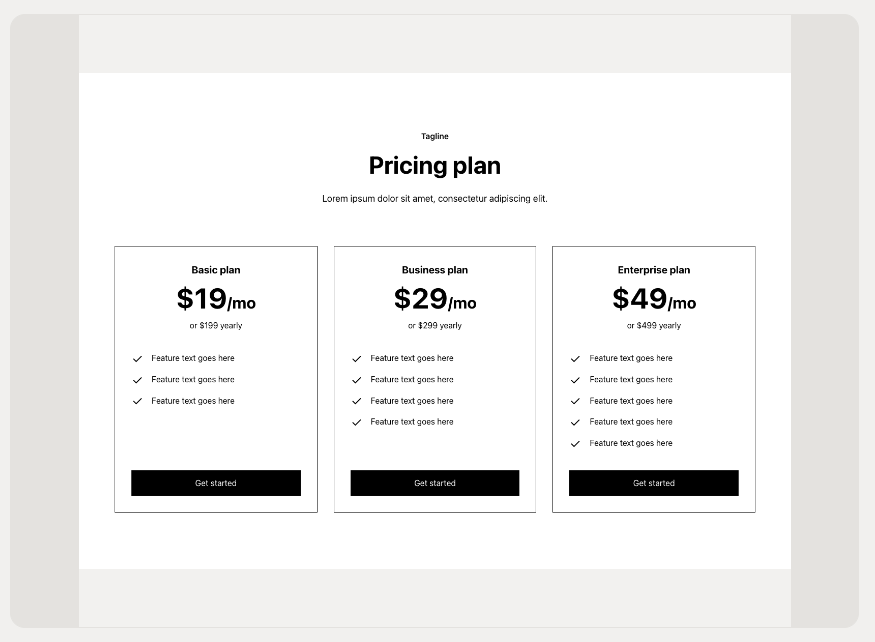 Tagline
Pricing plan
Lorem ipsum dolor sit amet, consectetur adipiscing elit.
Basic plan
$19/mo
or $199 yearly
Feature text goes here
Feature text goes here
Feature text goes here
Get started
Business plan
$29/mo
or $299 yearly
Feature text goes here
Feature text goes here
Feature text goes here
Feature text goes here
Get started
Enterprise plan
$49/mo
or $499 yearly
Feature text goes here
Feature text goes here
Feature text goes here
Feature text goes here
Feature text goes here
Get started